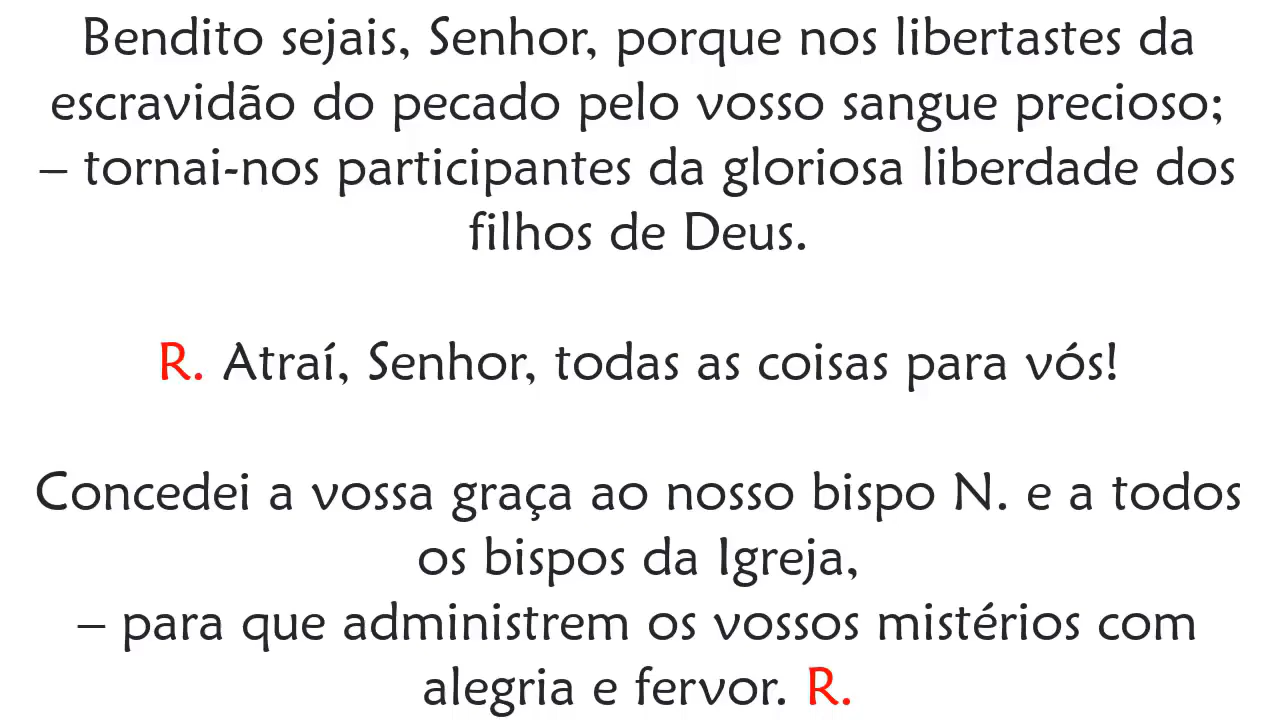 Bendito sejais, Senhor, porque nos libertastes da
escravidão do pecado pelo vosso sangue precioso;
– tornai-nos participantes da gloriosa liberdade dos
filhos de Deus.
R. Atraí, Senhor, todas as coisas para vós!
Concedei a vossa graça ao nosso bispo N. e a todos
os bispos da Igreja,
– para que administrem os vossos mistérios com
alegria e fervor. R.